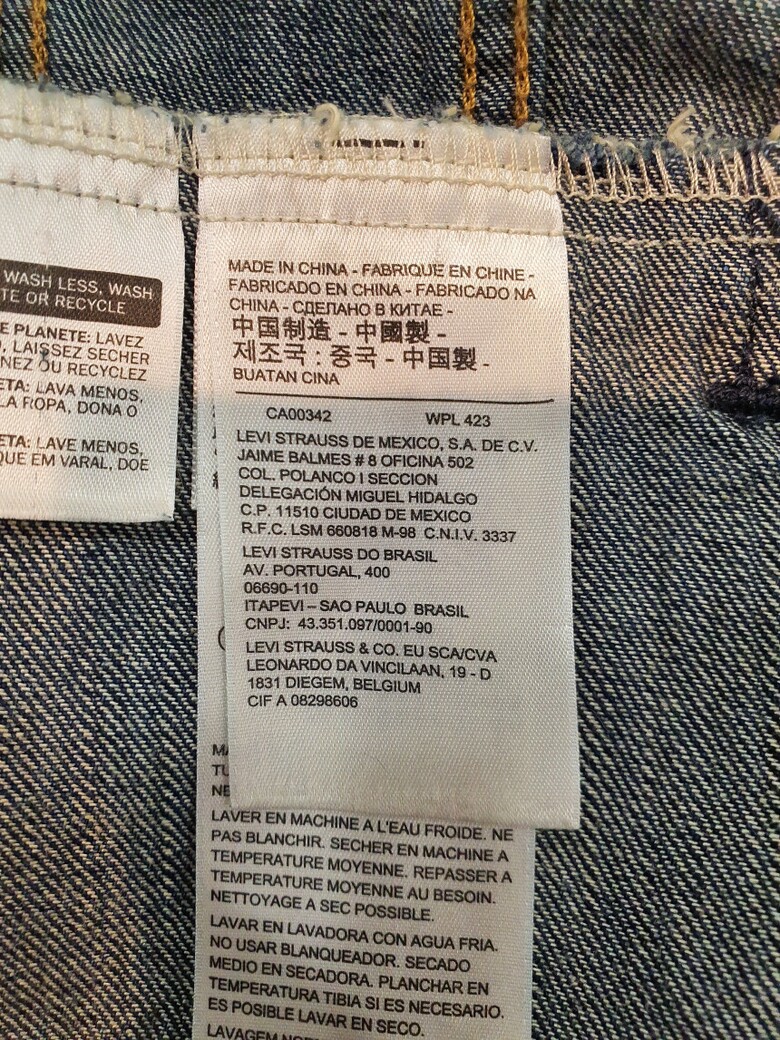 WASH LESS, WASH
TE OR RECYCLE
E PLANETE: LAVEZ
, LAISSEZ SECHER
NEZ OU RECYCLEZ
ETA: LAVA MENOS,
LA ROPA, DONA O
ETA: LAVE MENOS,
QUE EM VARAL, DOE
MADE IN CHINA - FABRIQUE EN CHINE -
FABRICADO EN CHINA - FABRICADO NA
CHINA - СДЕЛАНО В КИТАЕ -
中国制造 - 中國製 -
제조국 : 중국 - 中国製 -
BUATAN CINA
CA00342 WPL 423
LEVI STRAUSS DE MEXICO, S.A. DE C.V.
JAIME BALMES # 8 OFICINA 502
COL. POLANCO I SECCION
DELEGACIÓN MIGUEL HIDALGO
C.P. 11510 CIUDAD DE MEXICO
R.F.C. LSM 660818 M-98 C.N.I.V. 3337
LEVI STRAUSS DO BRASIL
AV. PORTUGAL, 400
06690-110
ITAPEVI – SAO PAULO BRASIL
CNPJ: 43.351.097/0001-90
LEVI STRAUSS & CO. EU SCA/CVA
LEONARDO DA VINCILAAN, 19 - D
1831 DIEGEM, BELGIUM
CIF A 08298606
MA
TU
NE
LAVER EN MACHINE A L'EAU FROIDE. NE
PAS BLANCHIR. SECHER EN MACHINE A
TEMPERATURE MOYENNE. REPASSER A
TEMPERATURE MOYENNE AU BESOIN.
NETTOYAGE A SEC POSSIBLE.
LAVAR EN LAVADORA CON AGUA FRIA.
NO USAR BLANQUEADOR. SECADO
MEDIO EN SECADORA. PLANCHAR EN
TEMPERATURA TIBIA SI ES NECESARIO.
ES POSIBLE LAVAR EN SECO.
LAVAGEM